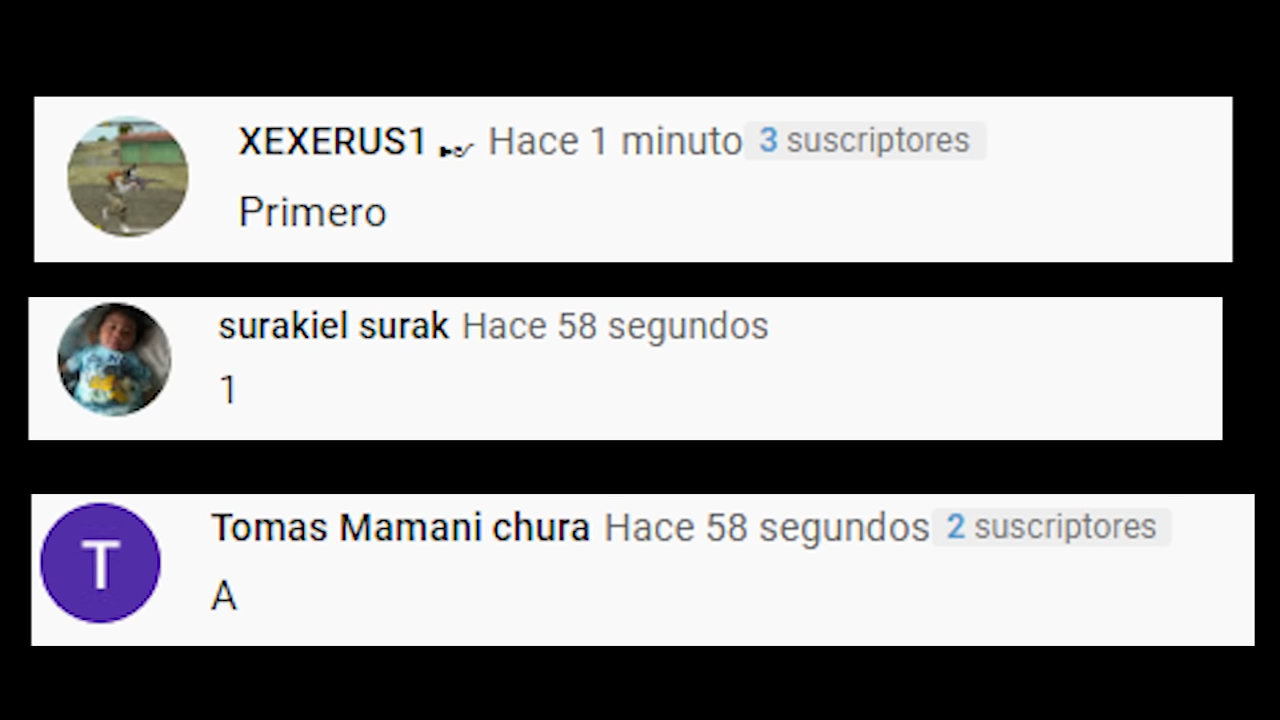 XEXERUS1 Hace 1 minuto 3 suscriptores
Primero
surakiel surak Hace 58 segundos
1
T
Tomas Mamani chura Hace 58 segundos 2 suscriptores
A